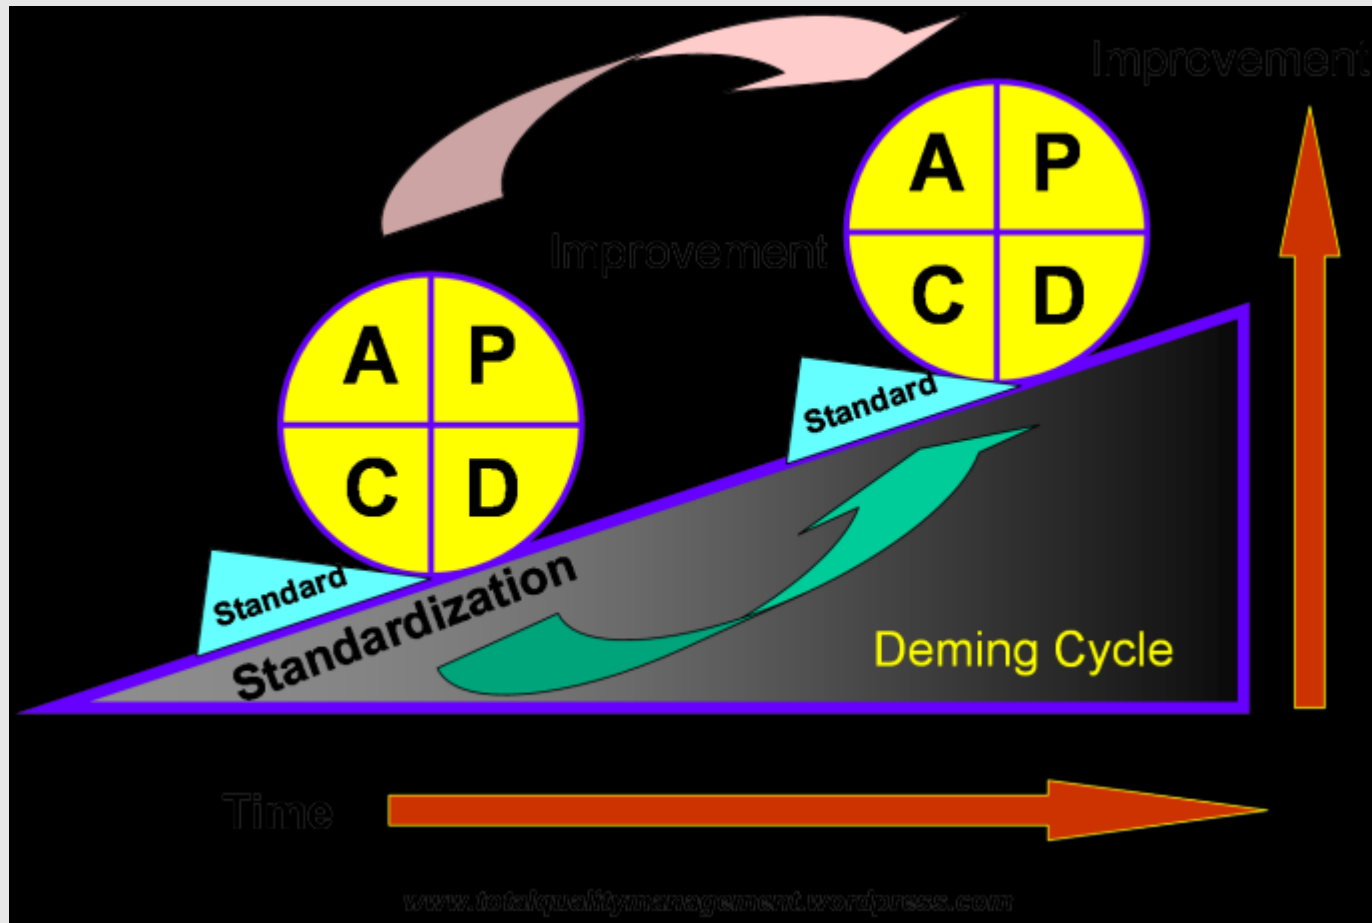 Improvement
Improvement
A P
C D
A P
C D
Standard
Standard
Standardization
Deming Cycle
Time
www.totalqualitymanagement.wordpress.com